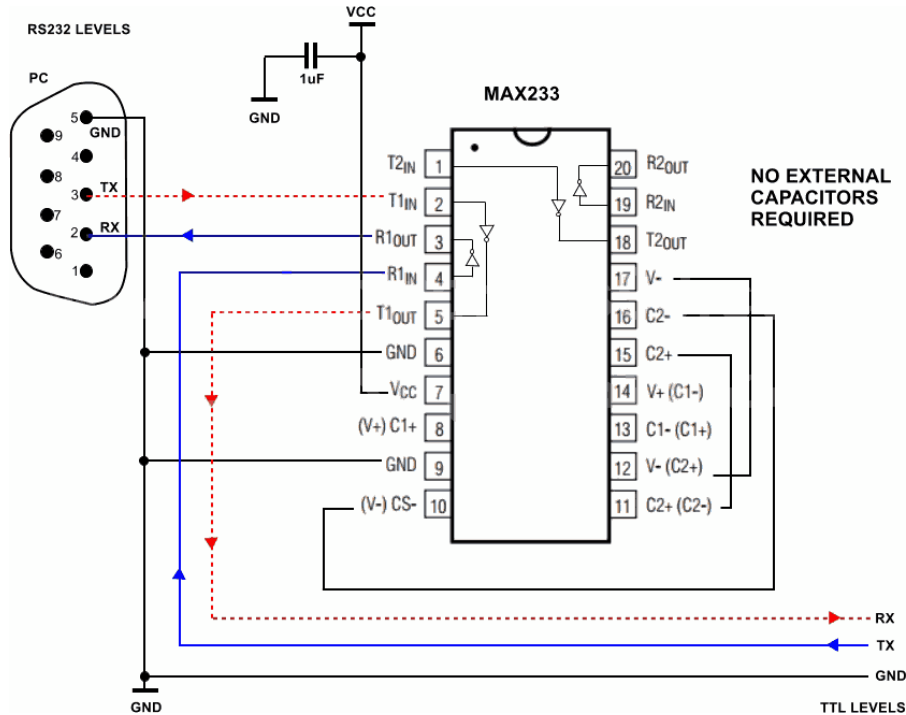 VCC
RS232 LEVELS
PC
1uF
GND
MAX233
5
GND
9
4
8
3
TX
7
2
RX
6
1
T2IN 1
T1IN 2
R1OUT 3
R1IN 4
T1OUT 5
GND 6
VCC 7
(V+) C1+ 8
GND 9
(V-) CS- 10
20 R2OUT
19 R2IN
18 T2OUT
17 V-
16 C2-
15 C2+
14 V+ (C1-)
13 C1- (C1+)
12 V- (C2+)
11 C2+ (C2-)
NO EXTERNAL
CAPACITORS
REQUIRED
RX
TX
GND
GND
TTL LEVELS